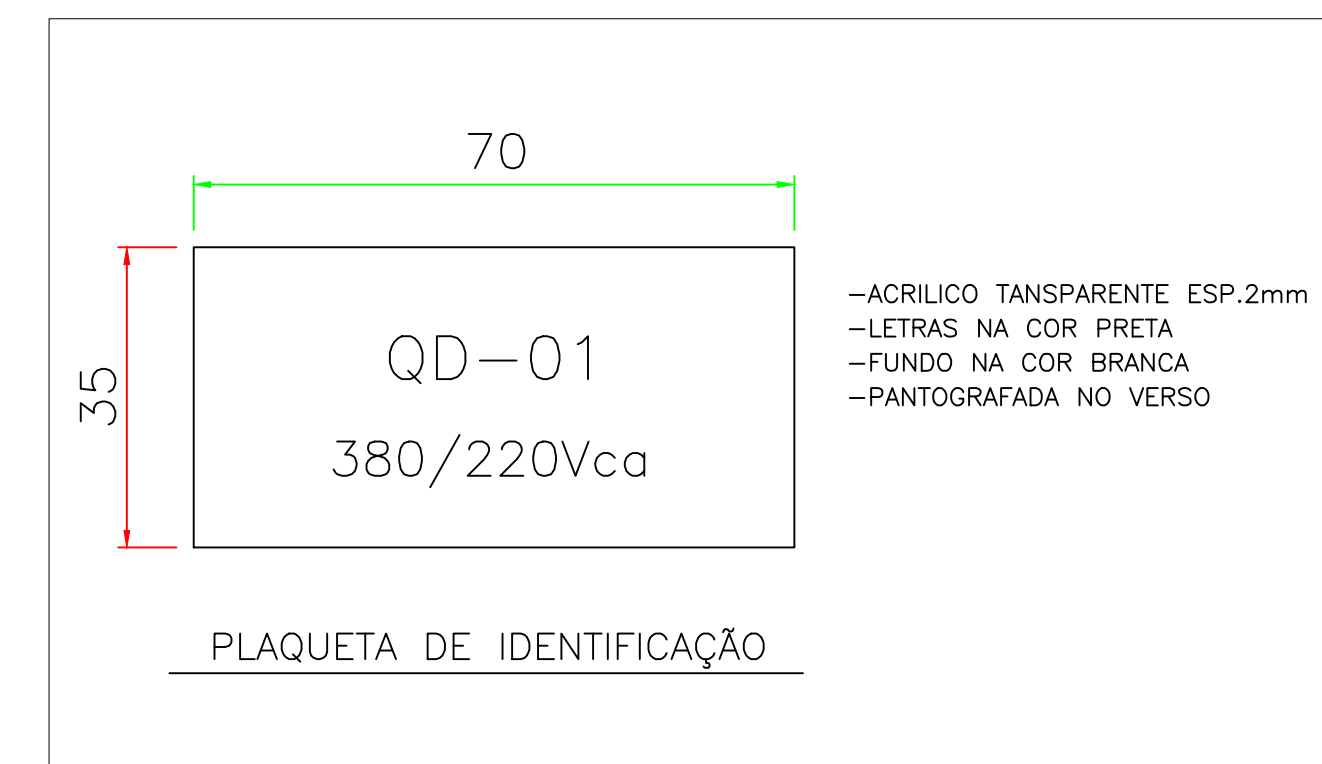 70
35
QD-01
380/220Vca
-ACRILICO TANSPARENTE ESP.2mm
-LETRAS NA COR PRETA
-FUNDO NA COR BRANCA
-PANTOGRAFADA NO VERSO
PLAQUETA DE IDENTIFICAÇÃO